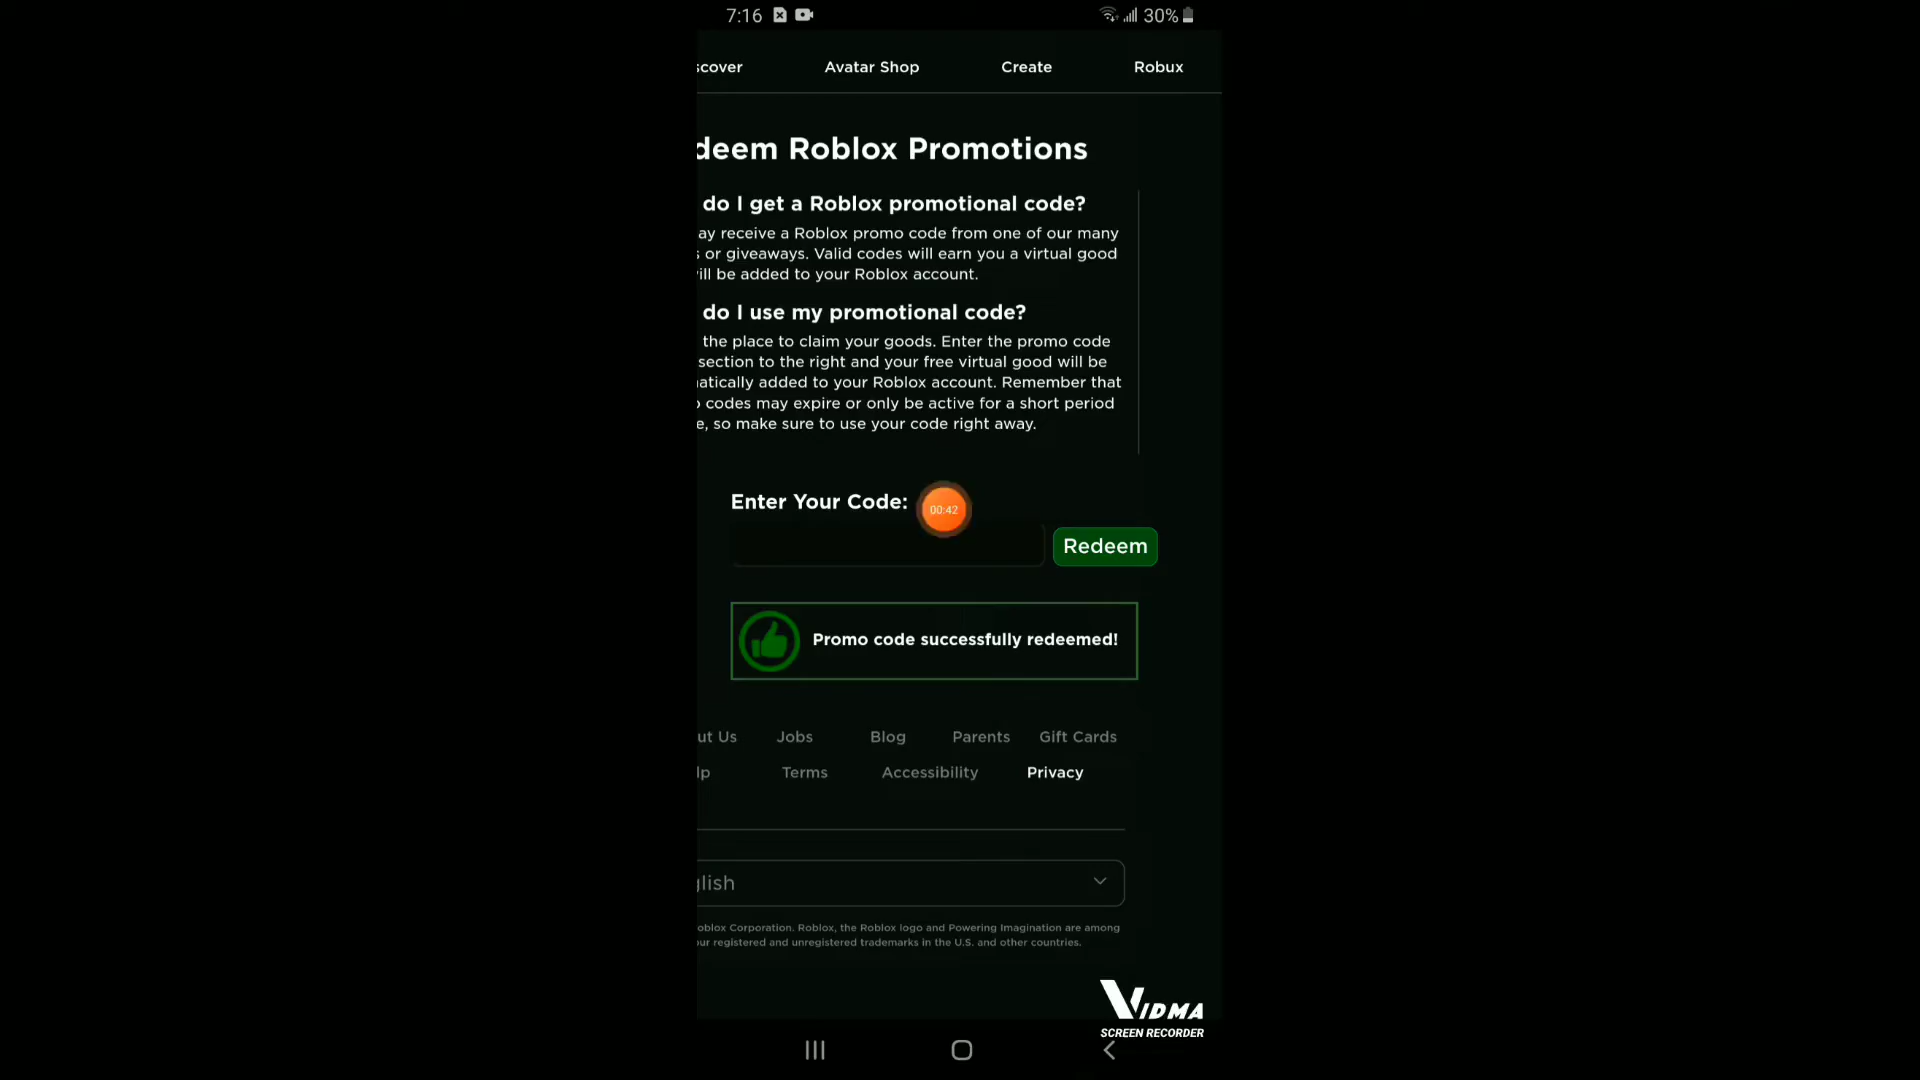 7:16 30%
scover Avatar Shop Create Robux
deem Roblox Promotions
do I get a Roblox promotional code?
ay receive a Roblox promo code from one of our many
s or giveaways. Valid codes will earn you a virtual good
ill be added to your Roblox account.
do I use my promotional code?
the place to claim your goods. Enter the promo code
section to the right and your free virtual good will be
atically added to your Roblox account. Remember that
o codes may expire or only be active for a short period
e, so make sure to use your code right away.
Enter Your Code:
00:42
Redeem
Promo code successfully redeemed!
ut Us Jobs Blog Parents Gift Cards
lp Terms Accessibility Privacy
glish
oblox Corporation. Roblox, the Roblox logo and Powering Imagination are among
our registered and unregistered trademarks in the U.S. and other countries.
VIDMA
SCREEN RECORDER